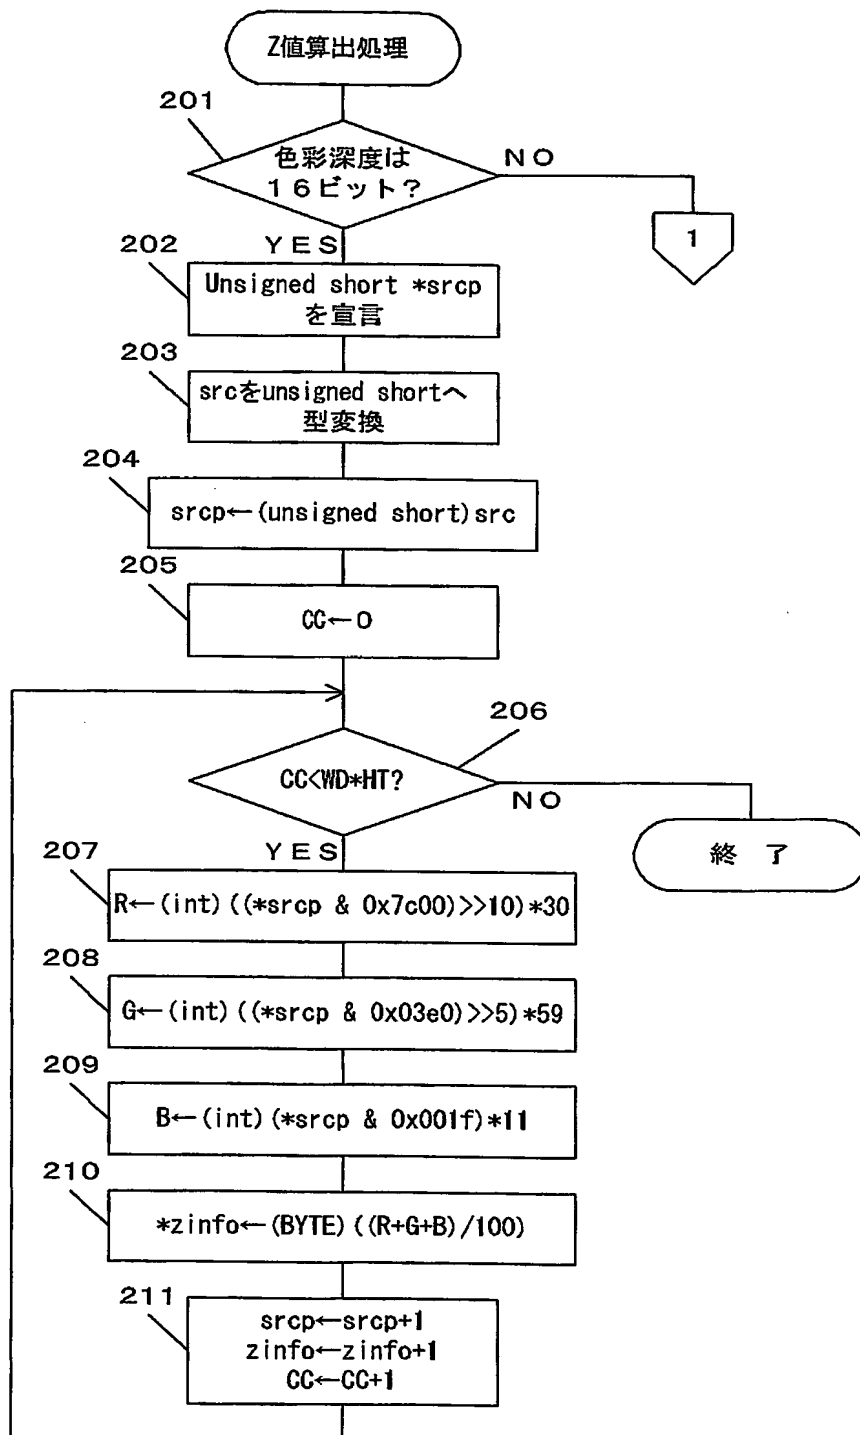 Z値算出処理
201
色彩深度は
16ビット?
NO
1
YES
202
Unsigned short *srcp
を宣言
203
srcをunsigned shortへ
型変換
204
srcp←(unsigned short)src
205
CC←0
206
CC<WD*HT?
NO
終 了
YES
207
R←(int)((*srcp & 0x7c00)>>10)*30
208
G←(int)((*srcp & 0x03e0)>>5)*59
209
B←(int)(*srcp & 0x001f)*11
210
*zinfo←(BYTE)((R+G+B)/100)
211
srcp←srcp+1
zinfo←zinfo+1
CC←CC+1